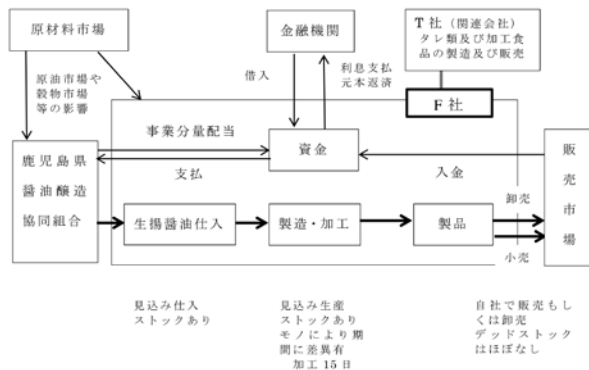 原材料市場
金融機関
T社（関連会社）
タレ類及び加工食
品の製造及び販売
原油市場や
穀物市場
等の影響
借入
利息支払
元本返済
F社
事業分量配当
資金
支払
入金
鹿児島県
醤油醸造
協同組合
販売市場
卸売
生揚醤油仕入
製造・加工
製品
小売
見込み仕入
ストックあり
見込み生産
ストックあり
モノにより期
間に差異有
加工15日
自社で販売もし
くは卸売
デッドストック
はほぼなし